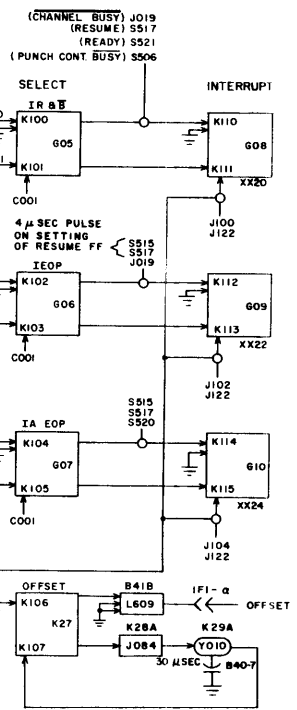 (CHANNEL BUSY) J019
(RESUME) S517
(READY) S521
(PUNCH CONT. BUSY) S506
SELECT
INTERRUPT
IR & B
K100
G05
K101
C001
K110
G08
K111
XX20
J100
J122
4 μSEC PULSE
ON SETTING
OF RESUME FF
S515
S517
J019
IEOP
K102
G06
K103
C001
K112
G09
K113
XX22
J102
J122
S515
S517
S520
IA EOP
K104
G07
K105
C001
K114
G10
K115
XX24
J104
J122
OFFSET
K106
K27
K107
B41B
L609
1F1-α
OFFSET
K28A
J084
K29A
Y010
30 μSEC
B40-7